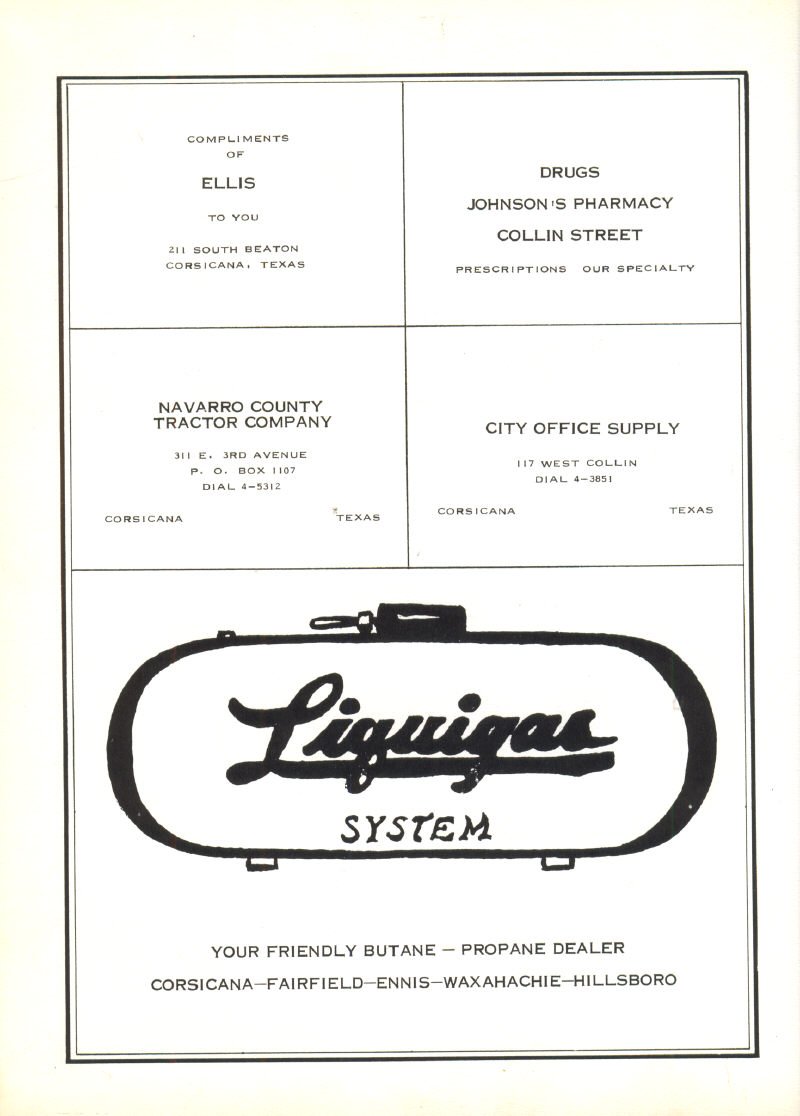 COMPLIMENTS
OF
ELLIS
TO YOU
211 SOUTH BEATON
CORSICANA, TEXAS
DRUGS
JOHNSON'S PHARMACY
COLLIN STREET
PRESCRIPTIONS OUR SPECIALTY
NAVARRO COUNTY
TRACTOR COMPANY
311 E. 3RD AVENUE
P. O. BOX 1107
DIAL 4-5312
CORSICANA TEXAS
CITY OFFICE SUPPLY
117 WEST COLLIN
DIAL 4-3851
CORSICANA TEXAS
Liquigas
SYSTEM
YOUR FRIENDLY BUTANE — PROPANE DEALER
CORSICANA—FAIRFIELD—ENNIS—WAXAHACHIE—HILLSBORO